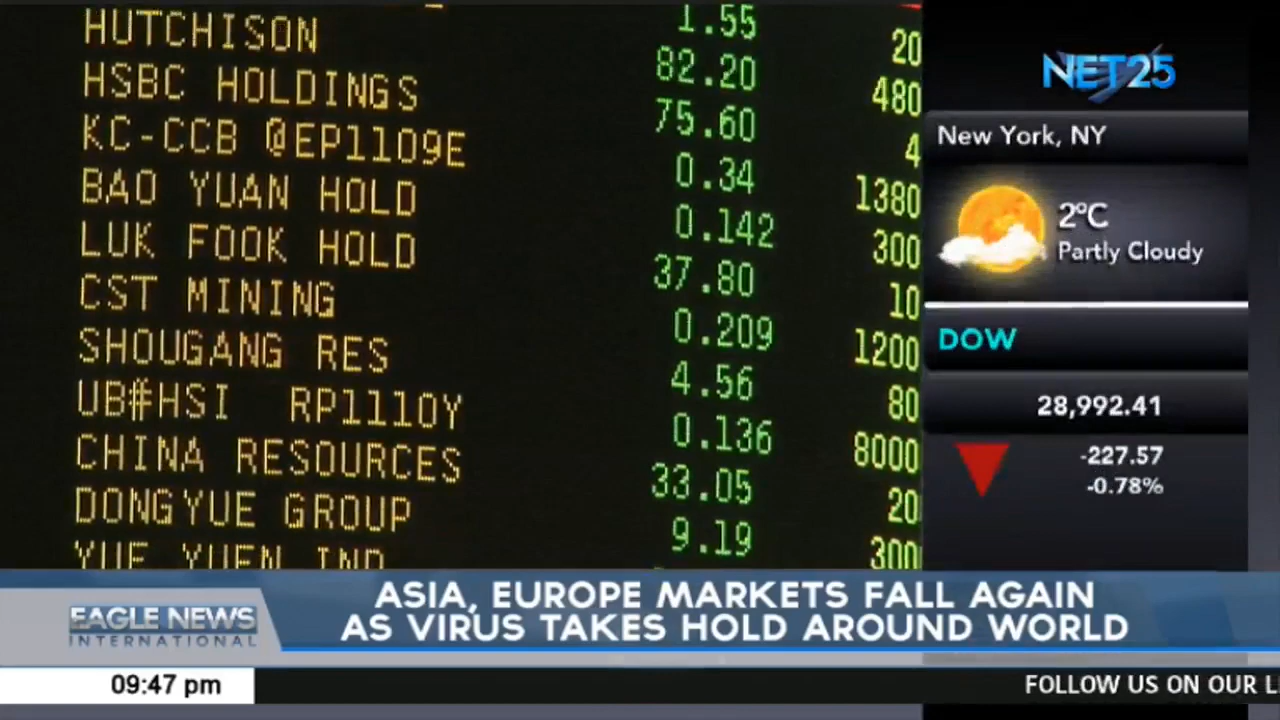 HUTCHISON 1.55 20
HSBC HOLDINGS 82.20 480
KC-CCB @EP1109E 75.60 4
BAO YUAN HOLD 0.34 1380
LUK FOOK HOLD 0.142 300
CST MINING 37.80 10
SHOUGANG RES 0.209 1200
UB#HSI RP1110Y 4.56 80
CHINA RESOURCES 0.136 8000
DONGYUE GROUP 33.05 20
YUE YUEN IND 9.19 300
NET25
New York, NY
2°C
Partly Cloudy
DOW
28,992.41
-227.57
-0.78%
EAGLE NEWS
INTERNATIONAL
ASIA, EUROPE MARKETS FALL AGAIN
AS VIRUS TAKES HOLD AROUND WORLD
09:47 pm
FOLLOW US ON OUR